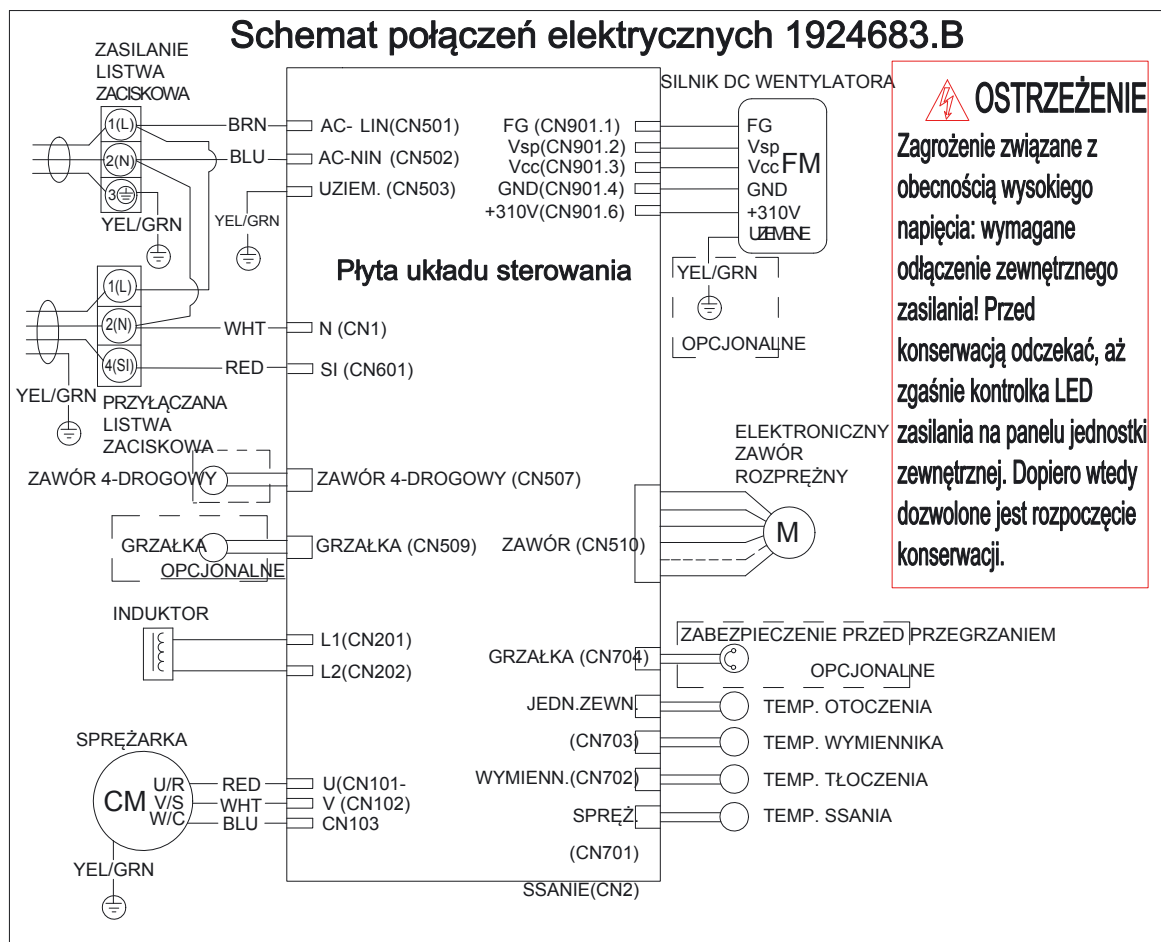 Schemat połączeń elektrycznych 1924683.B
ZASILANIE
LISTWA
ZACISKOWA
1(L)
2(N)
3
YEL/GRN
BRN
BLU
YEL/GRN
AC- LIN(CN501)
AC-NIN (CN502)
UZIEM. (CN503)
1(L)
2(N)
4(SI)
YEL/GRN
WHT
RED
N (CN1)
SI (CN601)
PRZYŁĄCZANA
LISTWA
ZACISKOWA
ZAWÓR 4-DROGOWY
ZAWÓR 4-DROGOWY (CN507)
GRZAŁKA
OPCJONALNE
GRZAŁKA (CN509)
INDUKTOR
L1(CN201)
L2(CN202)
SPRĘŻARKA
CM
U/R
V/S
W/C
RED
WHT
BLU
U(CN101-
V (CN102)
CN103
YEL/GRN
Płyta układu sterowania
SILNIK DC WENTYLATORA
FG (CN901.1)
Vsp(CN901.2)
Vcc(CN901.3)
GND(CN901.4)
+310V(CN901.6)
FG
Vsp
Vcc
GND
+310V
UZIEMIENIE
FM
YEL/GRN
OPCJONALNE
ELEKTRONICZNY
ZAWÓR
ROZPRĘŻNY
ZAWÓR (CN510)
M
GRZAŁKA (CN704)
ZABEZPIECZENIE PRZED PRZEGRZANIEM
OPCJONALNE
JEDN.ZEWN.
(CN703)
WYMIENN.(CN702)
SPRĘŻ.
(CN701)
SSANIE(CN2)
TEMP. OTOCZENIA
TEMP. WYMIENNIKA
TEMP. TŁOCZENIA
TEMP. SSANIA
OSTRZEŻENIE
Zagrożenie związane z
obecnością wysokiego
napięcia: wymagane
odłączenie zewnętrznego
zasilania! Przed
konserwacją odczekać, aż
zgaśnie kontrolka LED
zasilania na panelu jednostki
zewnętrznej. Dopiero wtedy
dozwolone jest rozpoczęcie
konserwacji.